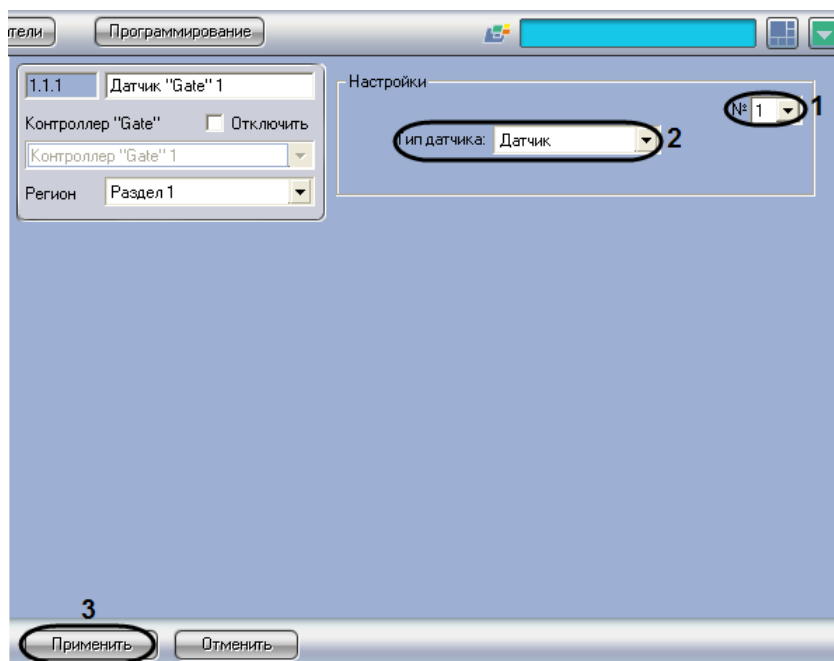 тели Программирование
1.1.1 Датчик "Gate" 1
Настройки
№ 1 1
Контроллер "Gate" Отключить
Тип датчика: Датчик 2
Контроллер "Gate" 1
Регион Раздел 1
3
Применить Отменить